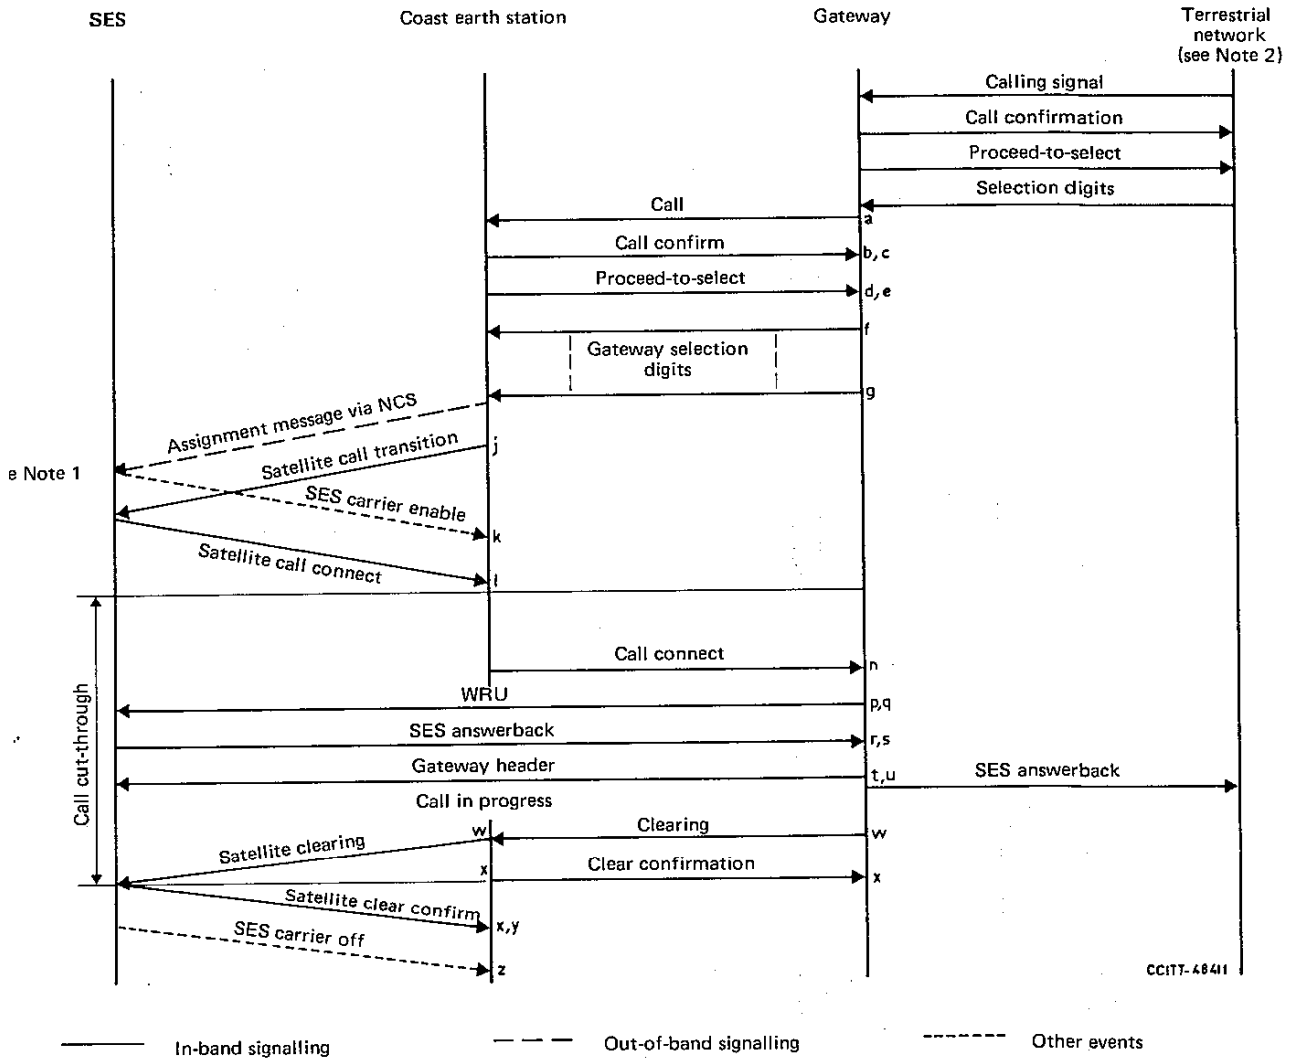 SES
Coast earth station
Gateway
Terrestrial
network
(see Note 2)
Calling signal
Call confirmation
Proceed-to-select
Selection digits
Call
a
Call confirm
b, c
Proceed-to-select
d, e
f
Gateway selection
digits
g
Assignment message via NCS
Satellite call transition
j
e Note 1
SES carrier enable
k
Satellite call connect
l
Call connect
n
WRU
p,q
SES answerback
r, s
Gateway header
t, u
SES answerback
Call cut-through
Call in progress
w
Clearing
w
Satellite clearing
x
Clear confirmation
x
Satellite clear confirm
x, y
SES carrier off
z
CCITT-48411
In-band signalling
Out-of-band signalling
Other events